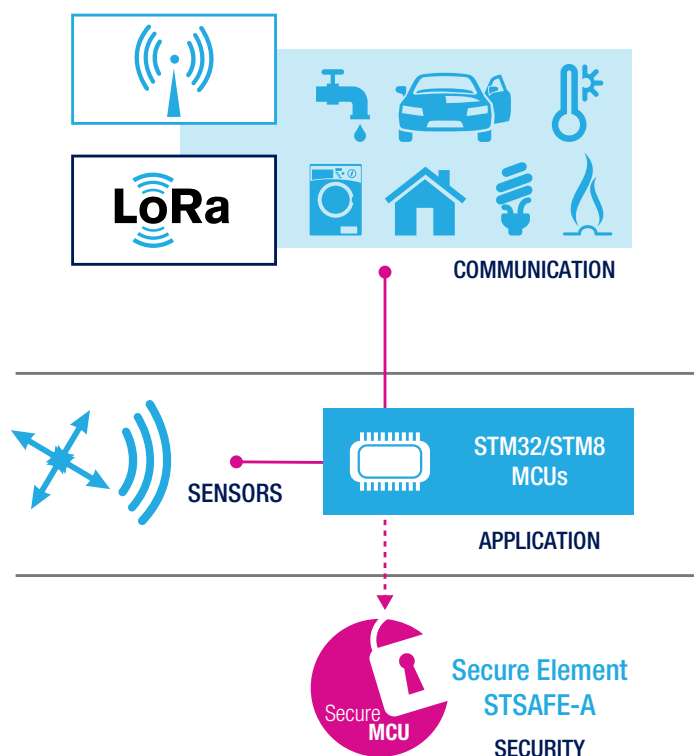 LoRa
COMMUNICATION
SENSORS
STM32/STM8
MCUs
APPLICATION
Secure
MCU
Secure Element
STSAFE-A
SECURITY